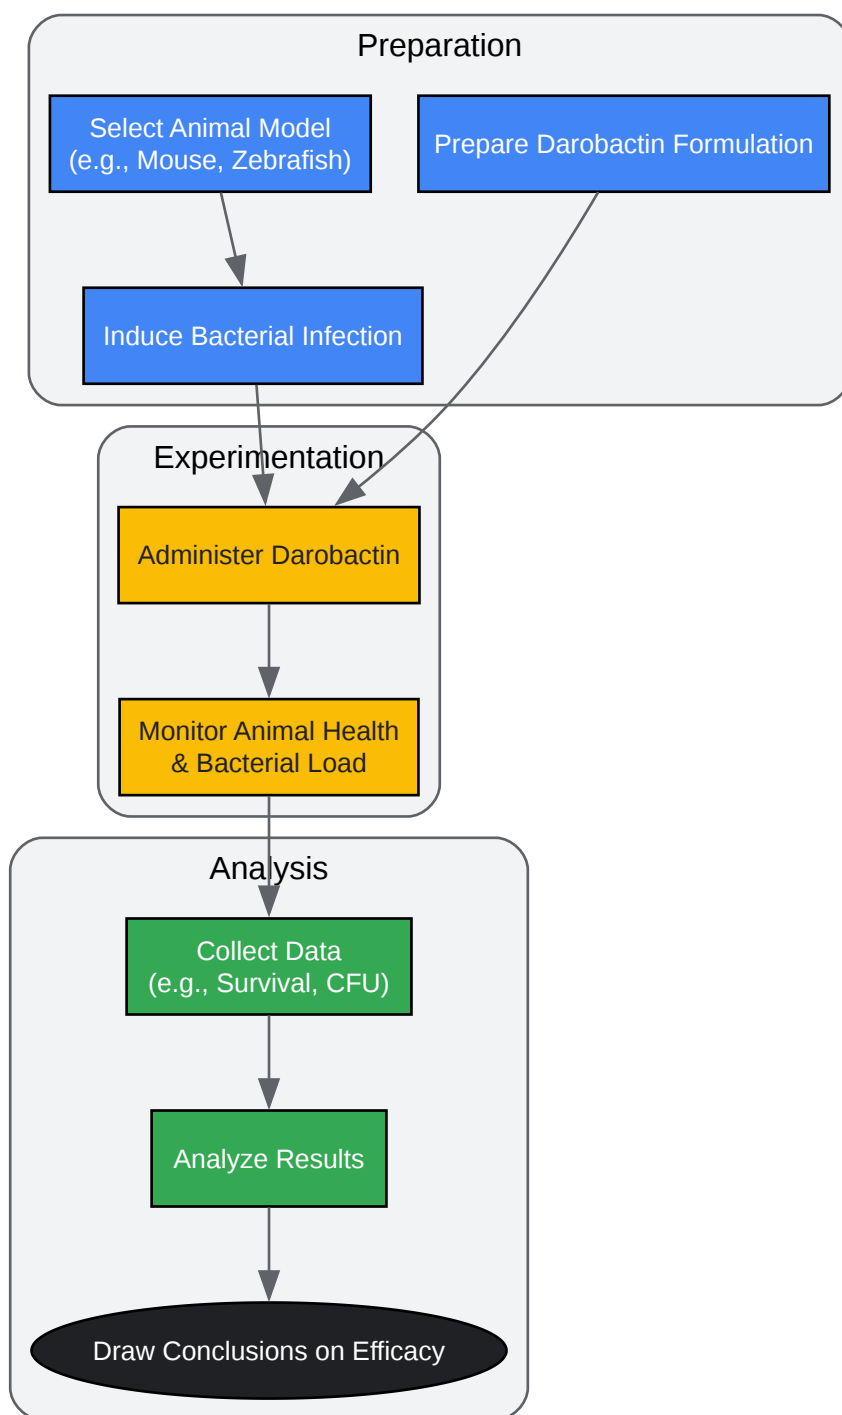 Preparation
Select Animal Model
(e.g., Mouse, Zebrafish)
Prepare Darobactin Formulation
Induce Bacterial Infection
Experimentation
Administer Darobactin
Monitor Animal Health
& Bacterial Load
Analysis
Collect Data
(e.g., Survival, CFU)
Analyze Results
Draw Conclusions on Efficacy